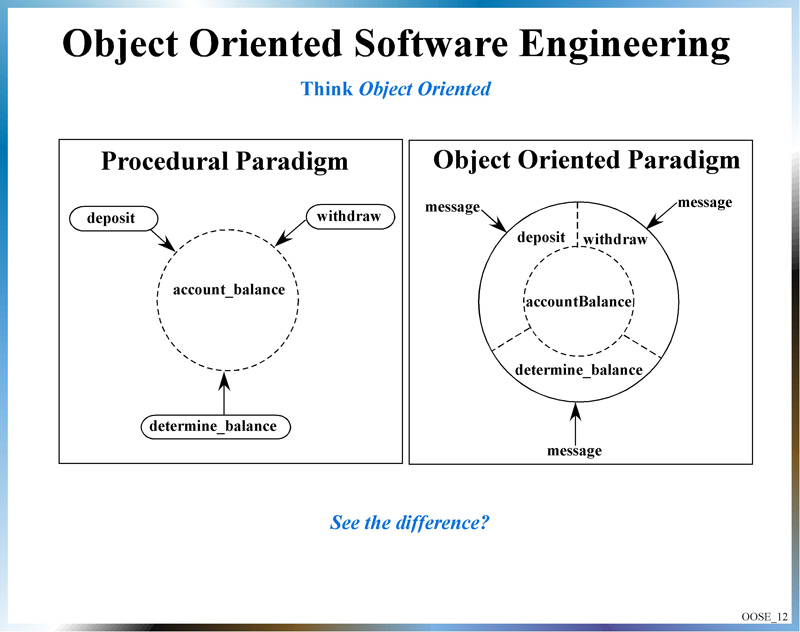 Object Oriented Software Engineering
Think Object Oriented
Procedural Paradigm
deposit
withdraw
account_balance
determine_balance
Object Oriented Paradigm
message
message
deposit
withdraw
accountBalance
determine_balance
message
See the difference?
OOSE_12